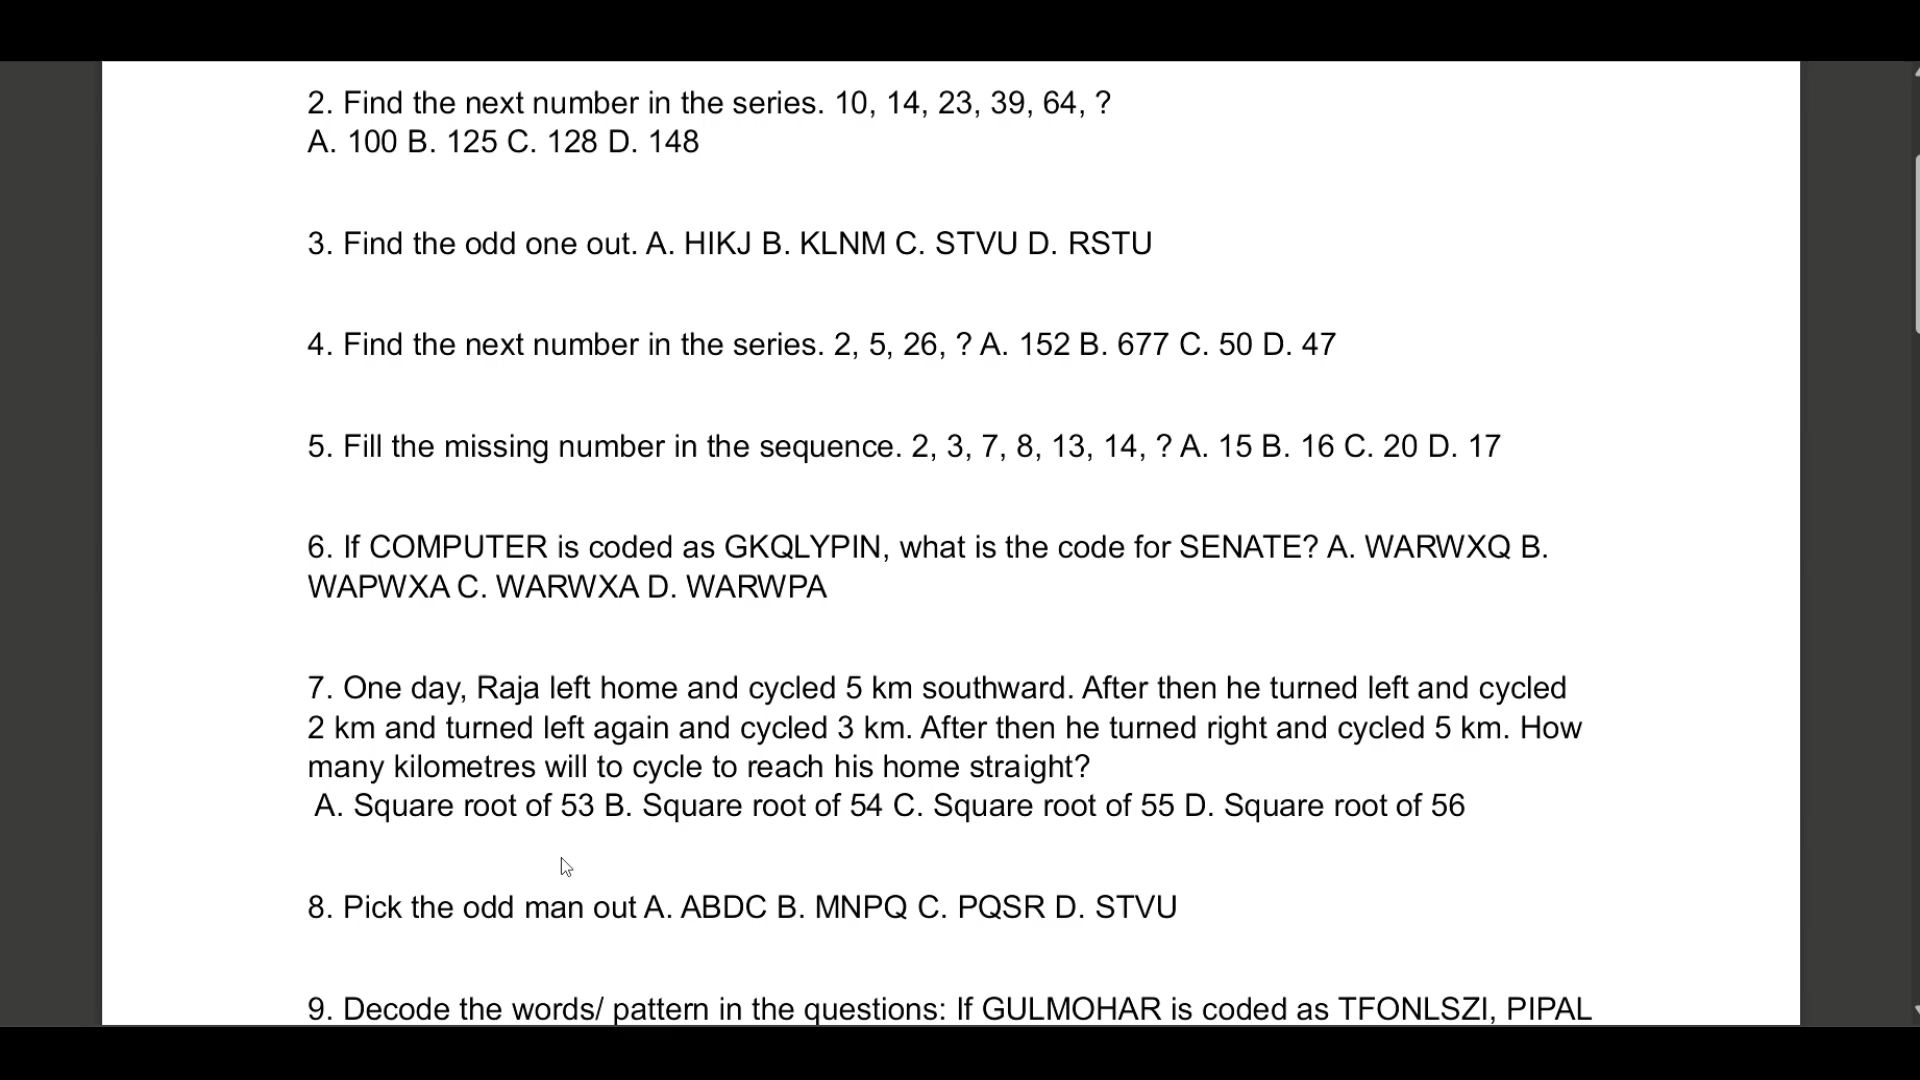 2. Find the next number in the series. 10, 14, 23, 39, 64, ?
A. 100 B. 125 C. 128 D. 148
3. Find the odd one out. A. HIKJ B. KLNM C. STVU D. RSTU
4. Find the next number in the series. 2, 5, 26, ? A. 152 B. 677 C. 50 D. 47
5. Fill the missing number in the sequence. 2, 3, 7, 8, 13, 14, ? A. 15 B. 16 C. 20 D. 17
6. If COMPUTER is coded as GKQLYPIN, what is the code for SENATE? A. WARWXQ B.
WAPWXA C. WARWXA D. WARWPA
7. One day, Raja left home and cycled 5 km southward. After then he turned left and cycled
2 km and turned left again and cycled 3 km. After then he turned right and cycled 5 km. How
many kilometres will to cycle to reach his home straight?
A. Square root of 53 B. Square root of 54 C. Square root of 55 D. Square root of 56
8. Pick the odd man out A. ABDC B. MNPQ C. PQSR D. STVU
9. Decode the words/ pattern in the questions: If GULMOHAR is coded as TFONLSZI, PIPAL